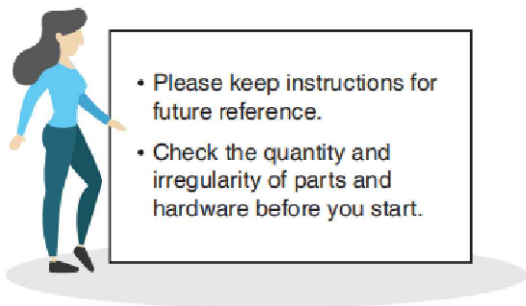 • Please keep instructions for
future reference.
• Check the quantity and
irregularity of parts and
hardware before you start.